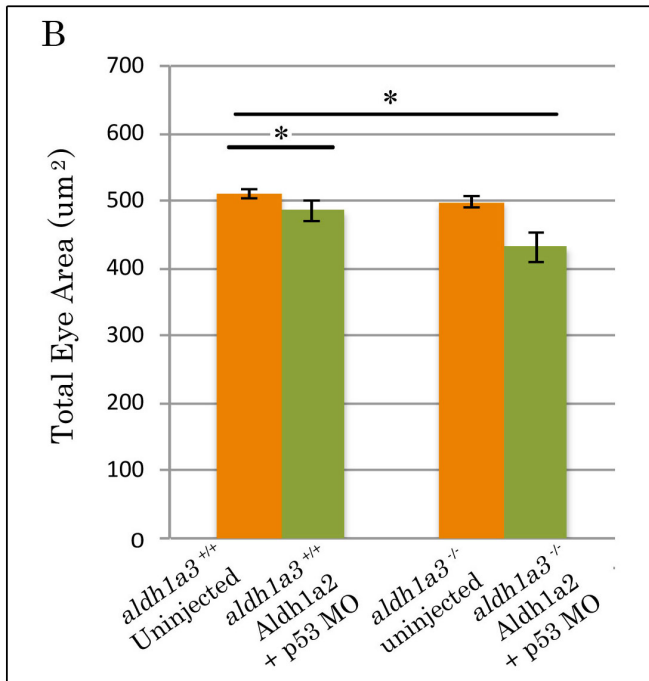 B
700
600
500
400
300
200
100
0
Total Eye Area (um²)
*
*
aldh1a3+/+
Uninjected
aldh1a3+/+
Aldh1a2
+ p53 MO
aldh1a3-/-
uninjected
aldh1a3-/-
Aldh1a2
+ p53 MO